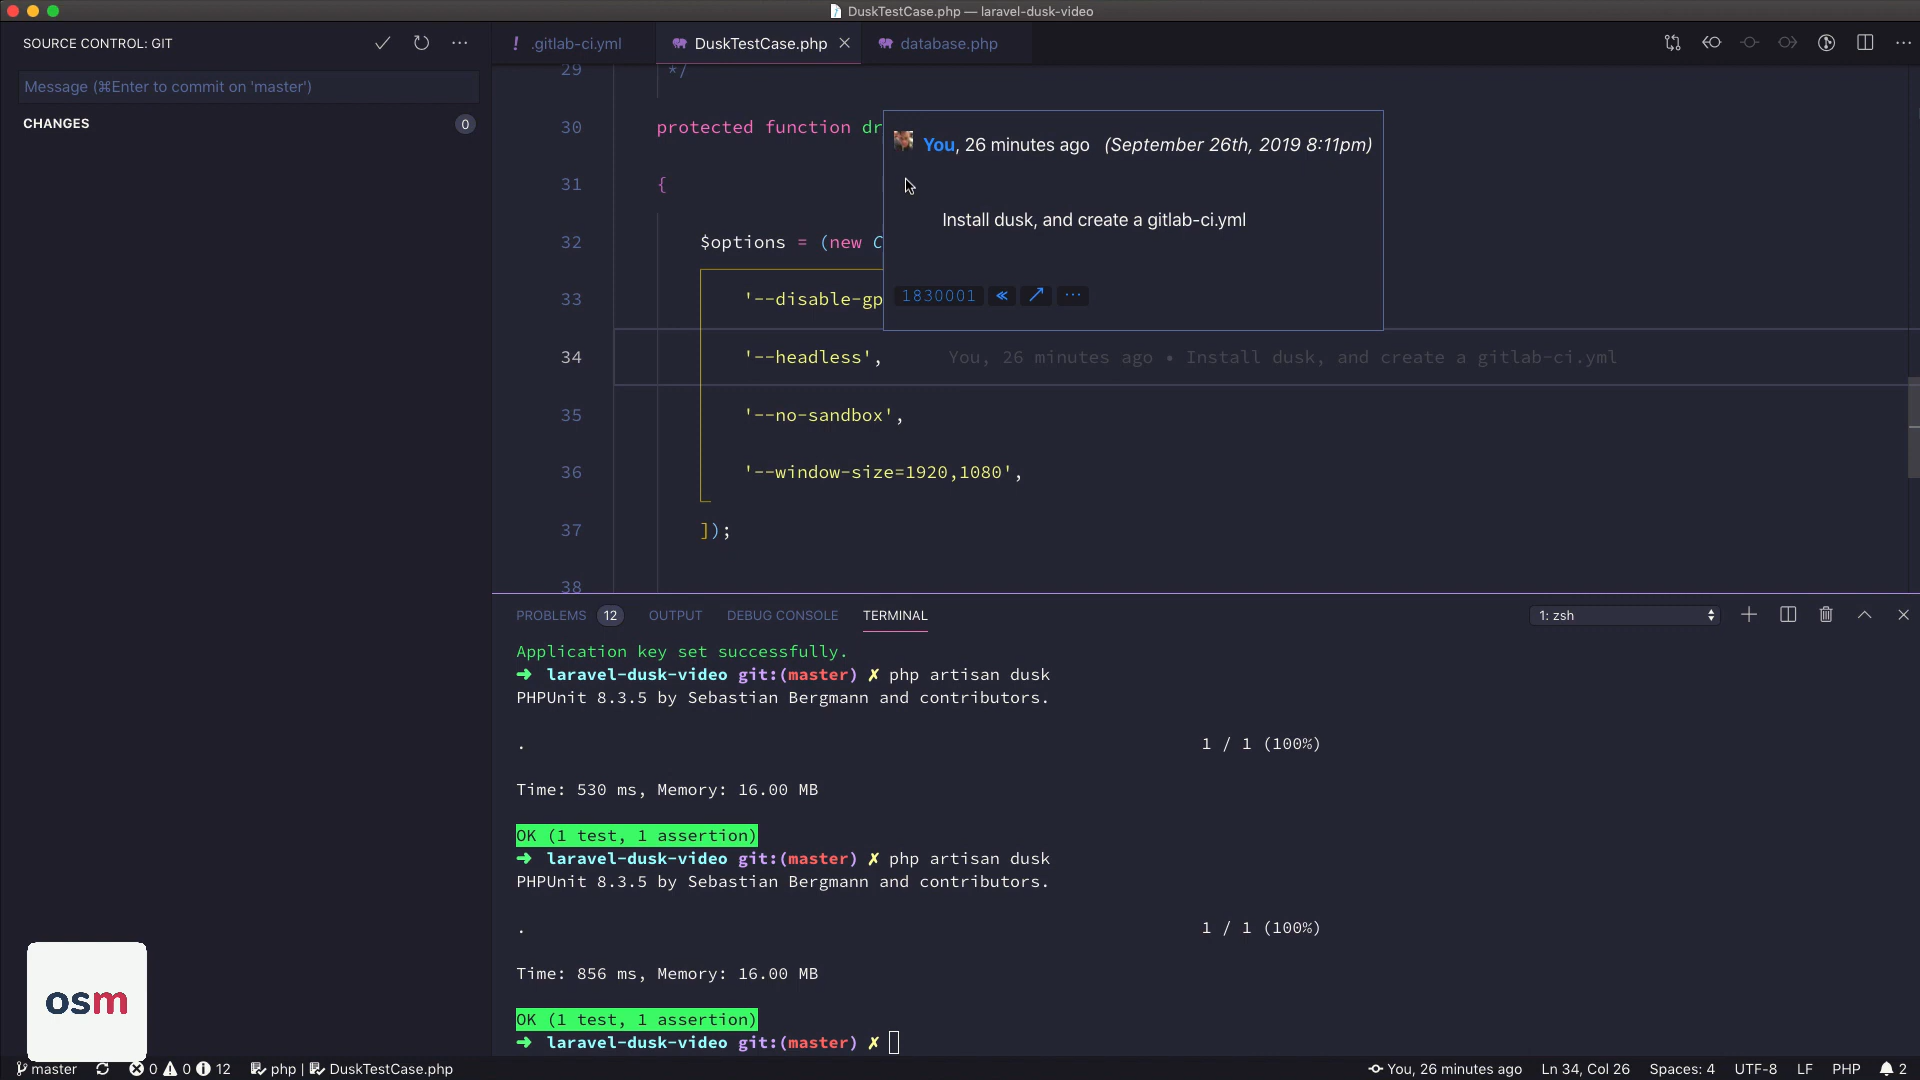 DuskTestCase.php — laravel-dusk-video
SOURCE CONTROL: GIT
Message (⌘Enter to commit on 'master')
CHANGES
0
! .gitlab-ci.yml
DuskTestCase.php
database.php
29 */
30 protected function dr
31 {
32 $options = (new C
33 '--disable-gp
34 '--headless', You, 26 minutes ago • Install dusk, and create a gitlab-ci.yml
35 '--no-sandbox',
36 '--window-size=1920,1080',
37 ]);
38
You, 26 minutes ago (September 26th, 2019 8:11pm)
Install dusk, and create a gitlab-ci.yml
1830001
PROBLEMS 12 OUTPUT DEBUG CONSOLE TERMINAL
1: zsh
Application key set successfully.
➜ laravel-dusk-video git:(master) ✗ php artisan dusk
PHPUnit 8.3.5 by Sebastian Bergmann and contributors.
. 1 / 1 (100%)
Time: 530 ms, Memory: 16.00 MB
OK (1 test, 1 assertion)
➜ laravel-dusk-video git:(master) ✗ php artisan dusk
PHPUnit 8.3.5 by Sebastian Bergmann and contributors.
. 1 / 1 (100%)
Time: 856 ms, Memory: 16.00 MB
OK (1 test, 1 assertion)
➜ laravel-dusk-video git:(master) ✗
osm
master 0 0 12 php | DuskTestCase.php
You, 26 minutes ago Ln 34, Col 26 Spaces: 4 UTF-8 LF PHP 2